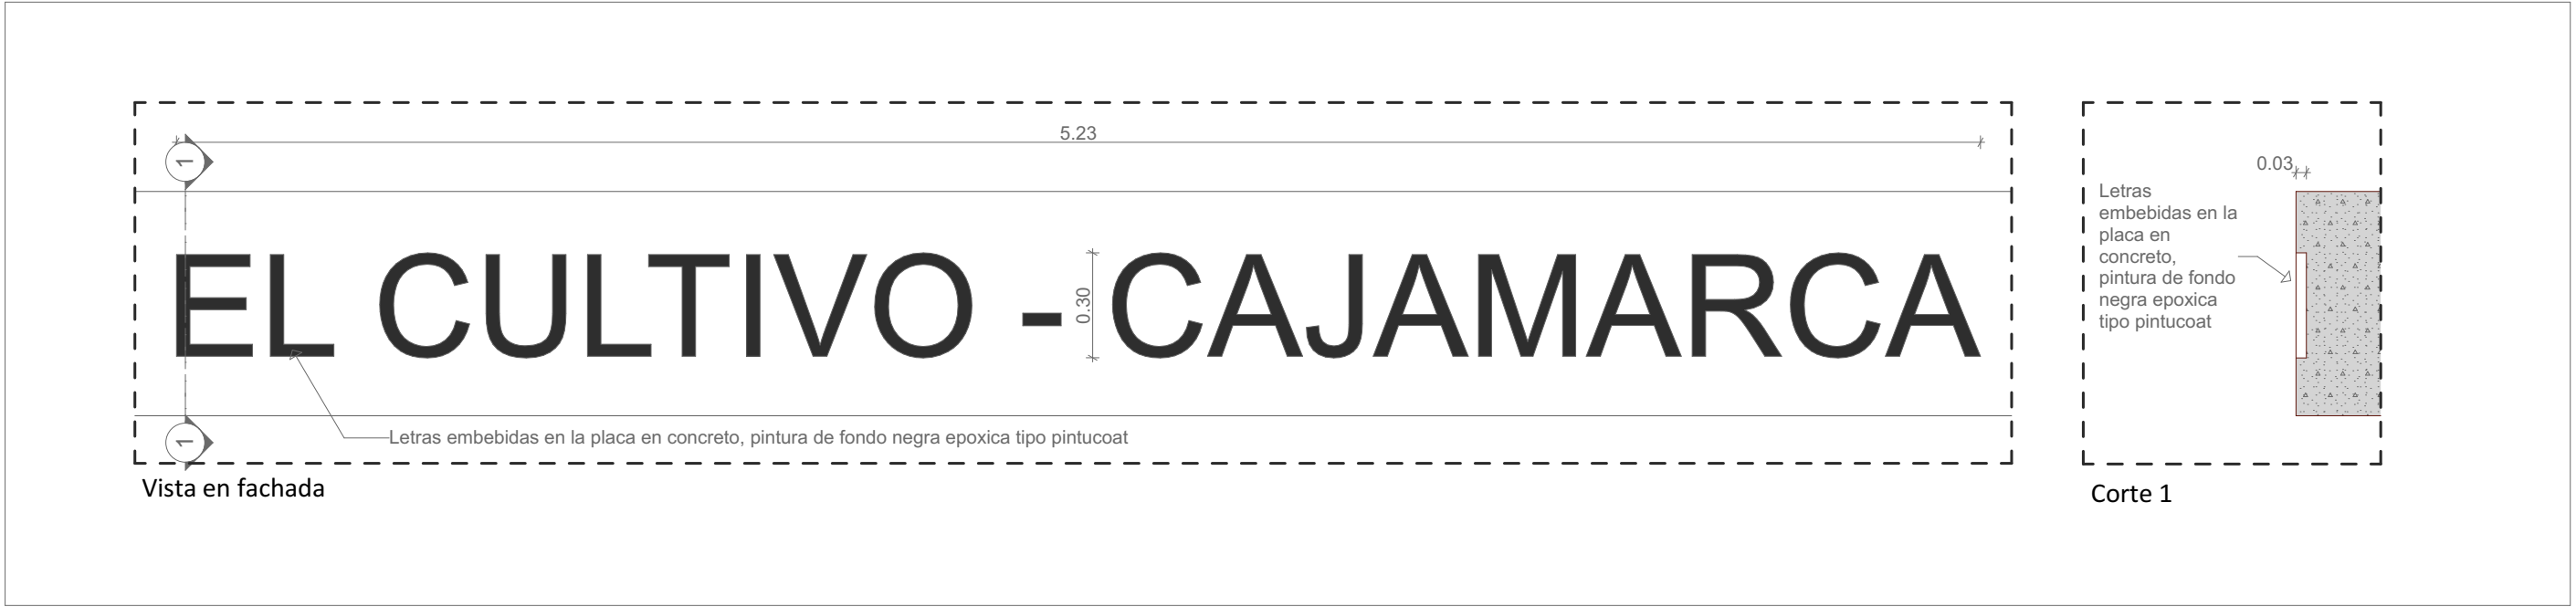 5.23
1
EL CULTIVO - CAJAMARCA
0.30
1
Letras embebidas en la placa en concreto, pintura de fondo negra epoxica tipo pintucoat
Vista en fachada
0.03
Letras
embebidas en la
placa en
concreto,
pintura de fondo
negra epoxica
tipo pintucoat
Corte 1